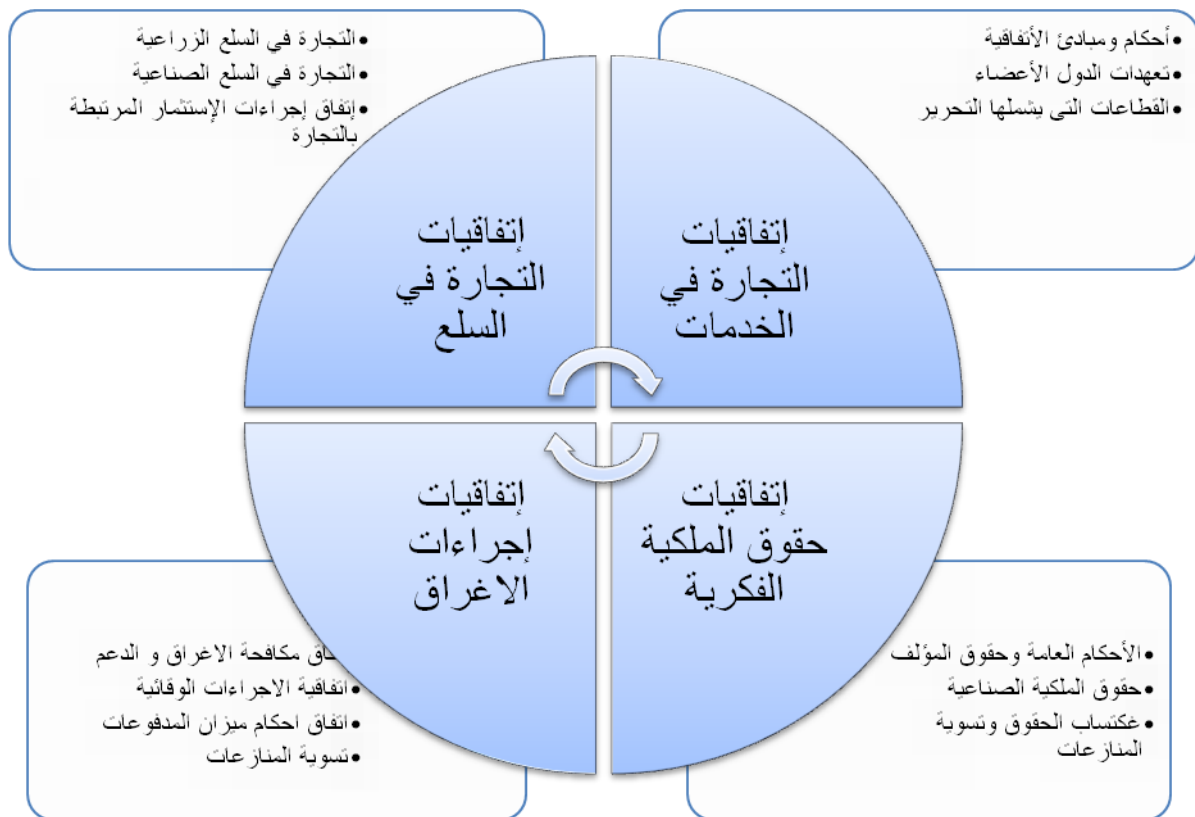 •أحكام ومبادئ الأتفاقية
•تعهدات الدول الأعضاء
•القطاعات التى يشملها التحرير
•التجارة في السلع الزراعية
•التجارة في السلع الصناعية
•إتفاق إجراءات الإستثمار المرتبطة
بالتجارة
إتفاقيات
التجارة في
الخدمات
إتفاقيات
التجارة في
السلع
إتفاقيات
حقوق الملكية
الفكرية
إتفاقيات
إجراءات
الاغراق
•الأحكام العامة وحقوق المؤلف
•حقوق الملكية الصناعية
•غكتساب الحقوق وتسوية
المنازعات
مكافحة الاغراق و الدعم
•اتفاقية الاجراءات الوقائية
•اتفاق احكام ميزان المدفوعات
•تسوية المنازعات